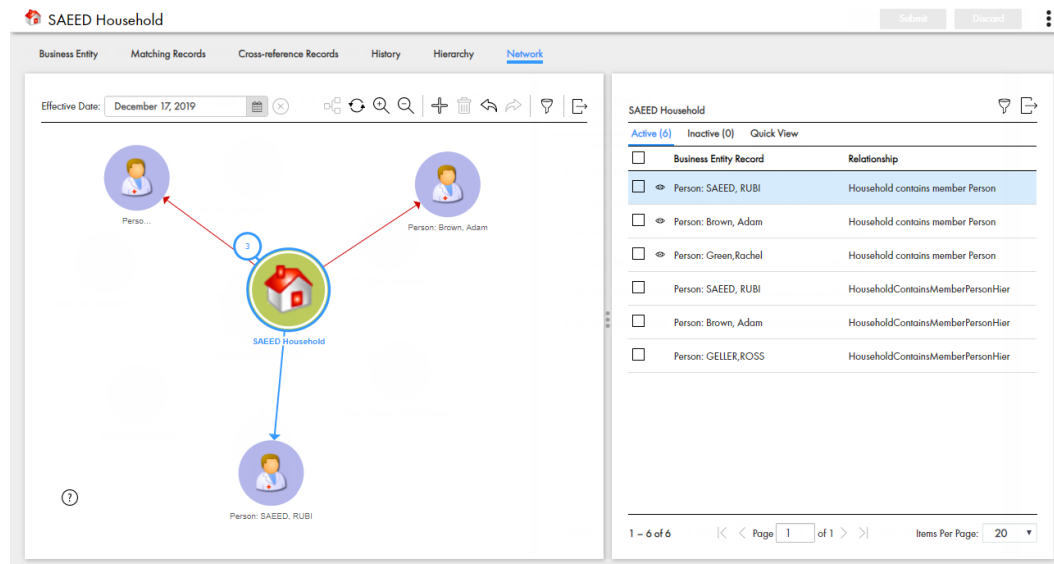 SAEED Household
Submit
Discard
Business Entity
Matching Records
Cross-reference Records
History
Hierarchy
Network
Effective Date:
December 17, 2019
Perso...
Person: Brown, Adam
3
SAEED Household
Person: SAEED, RUBI
?
SAEED Household
Active (6)
Inactive (0)
Quick View
Business Entity Record
Relationship
Person: SAEED, RUBI
Household contains member Person
Person: Brown, Adam
Household contains member Person
Person: Green,Rachel
Household contains member Person
Person: SAEED, RUBI
HouseholdContainsMemberPersonHier
Person: Brown, Adam
HouseholdContainsMemberPersonHier
Person: GELLER,ROSS
HouseholdContainsMemberPersonHier
1 – 6 of 6
Page 1 of 1
Items Per Page: 20